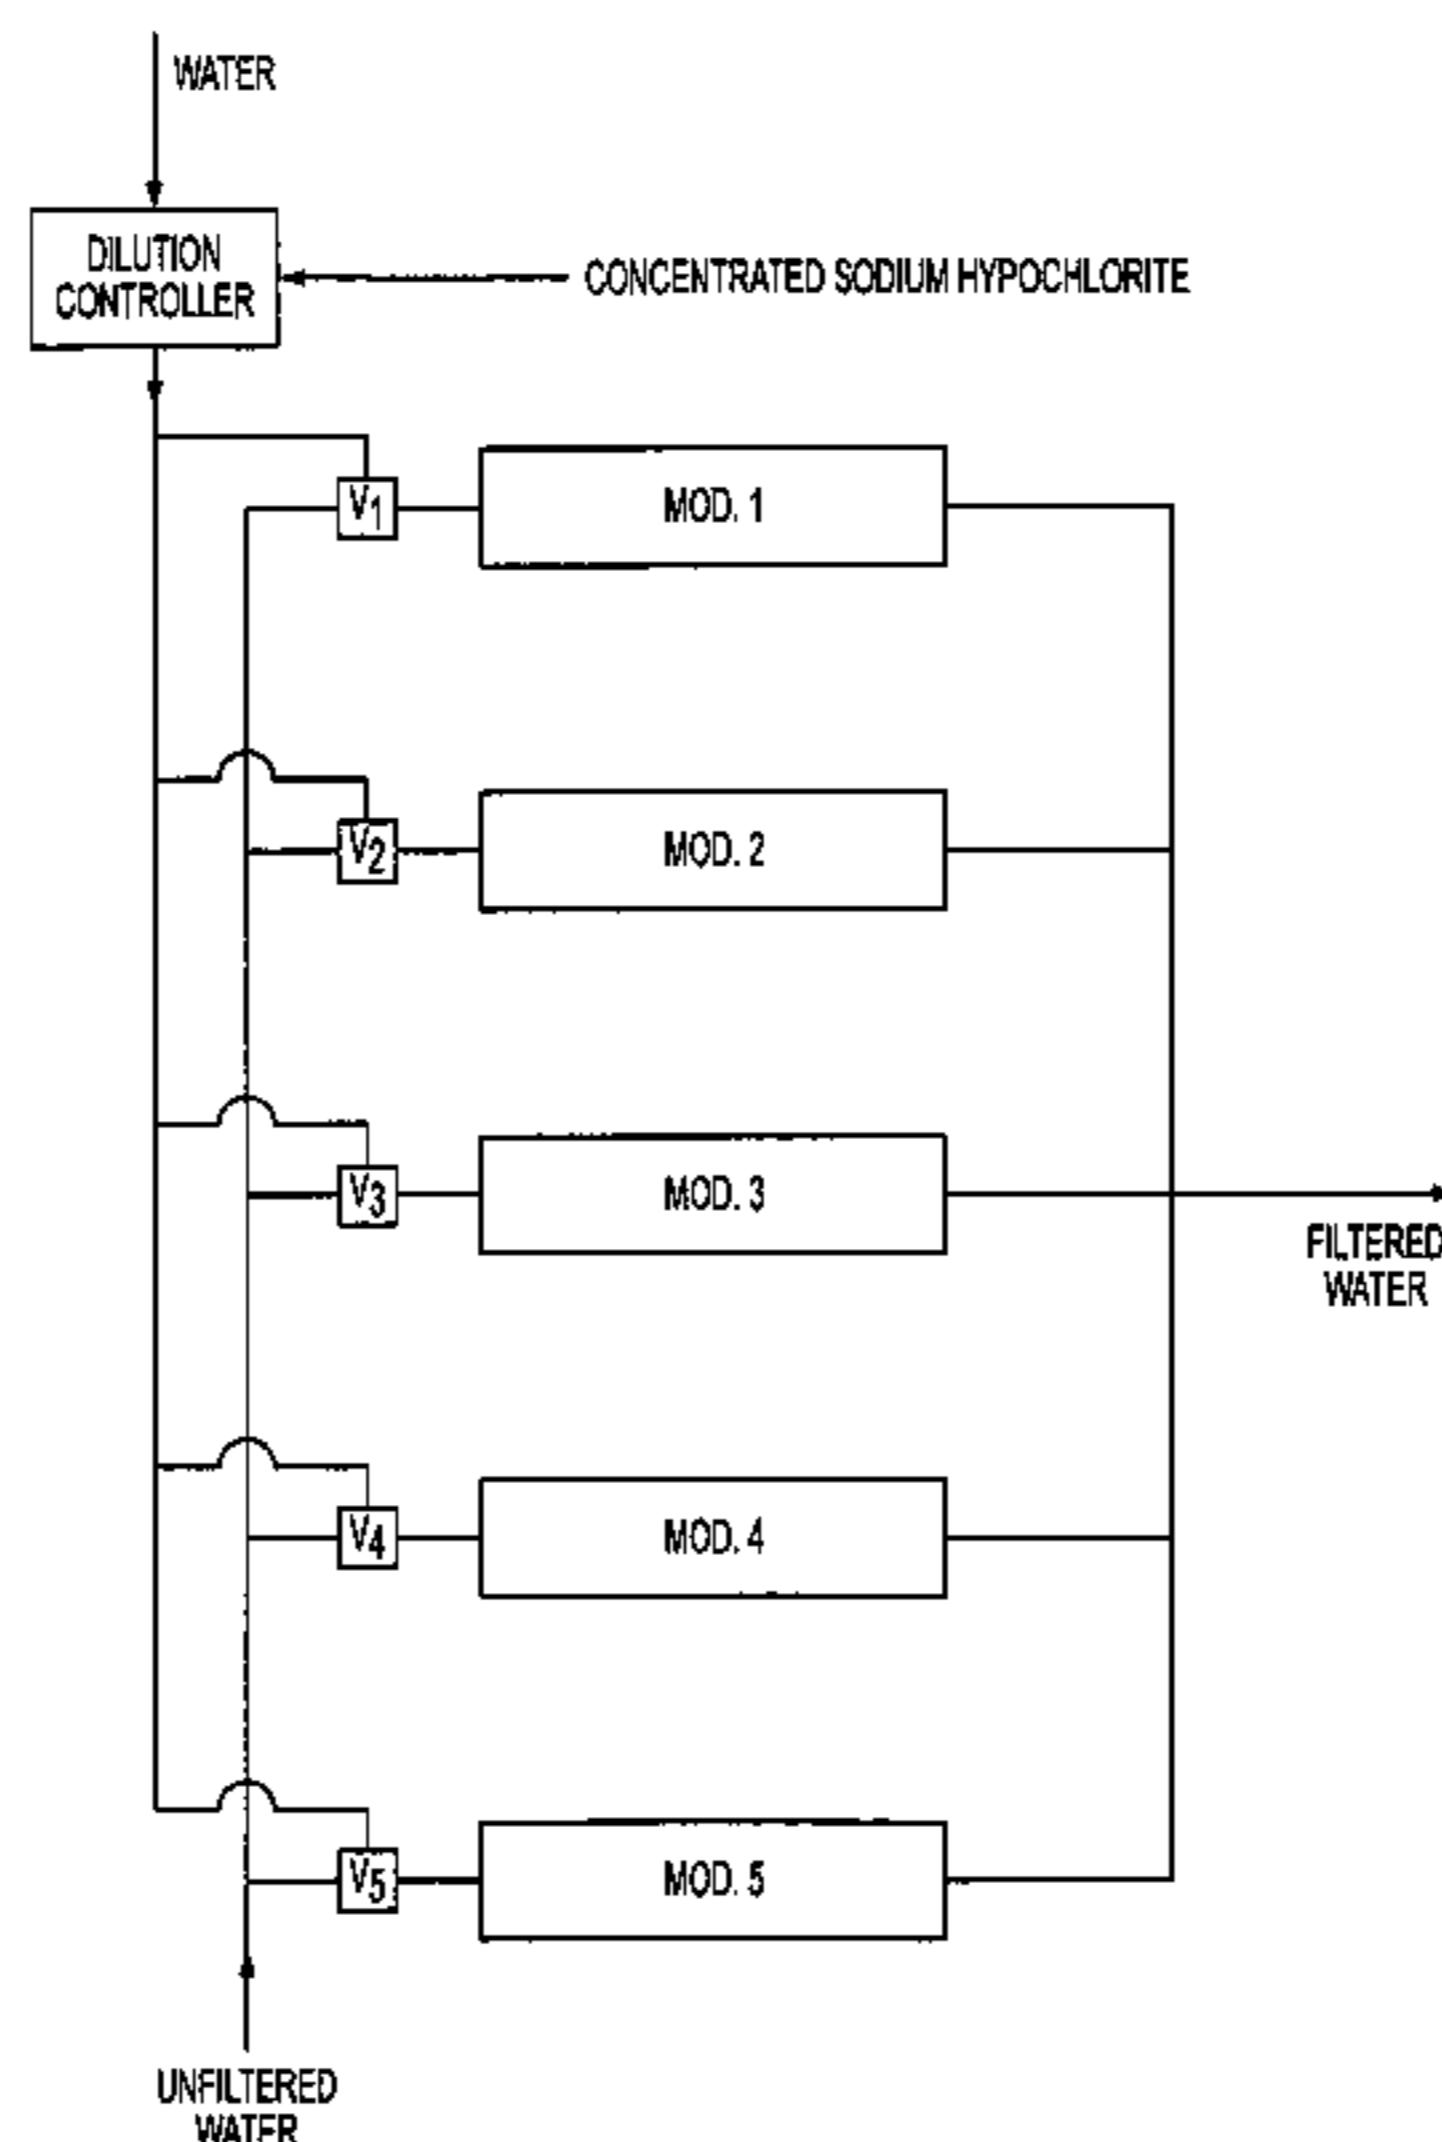 WATER
DILUTION
CONTROLLER
CONCENTRATED SODIUM HYPOCHLORITE
V1
MOD. 1
V2
MOD. 2
V3
MOD. 3
FILTERED
WATER
V4
MOD. 4
V5
MOD. 5
UNFILTERED
WATER